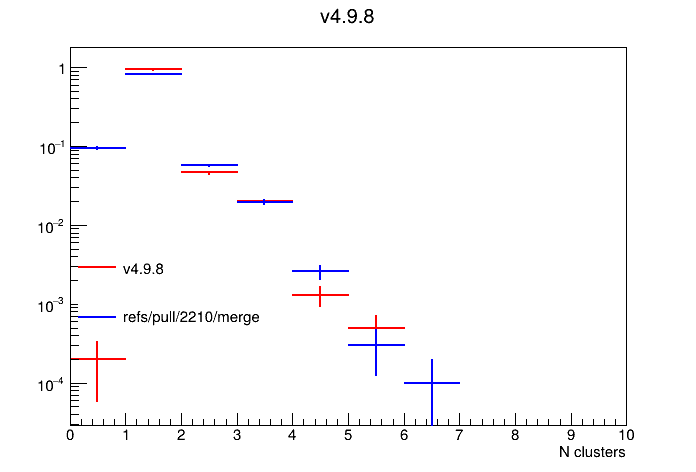 v4.9.8
1
10⁻¹
10⁻²
10⁻³
10⁻⁴
v4.9.8
refs/pull/2210/merge
0 1 2 3 4 5 6 7 8 9 10
N clusters